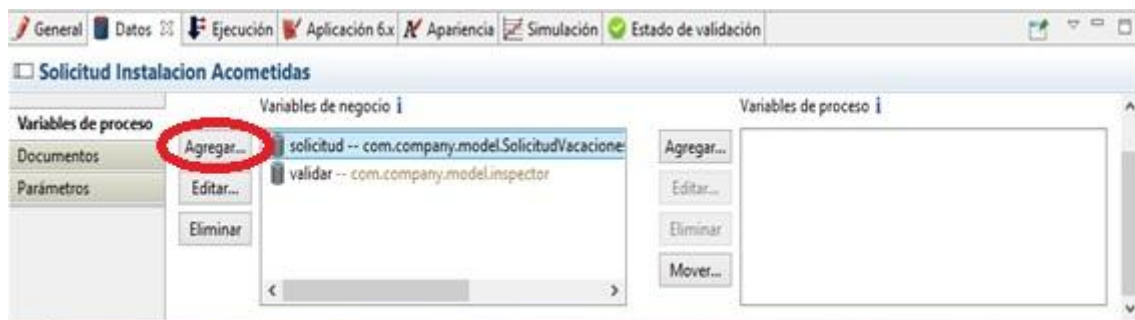 General Datos Ejecución Aplicación 6.x Apariencia Simulación Estado de validación
Solicitud Instalacion Acometidas
Variables de proceso
Documentos
Parámetros
Variables de negocio i
Agregar...
Editar...
Eliminar
solicitud -- com.company.model.SolicitudVacaciones
validar -- com.company.model.inspector
Variables de proceso i
Agregar...
Editar...
Eliminar
Mover...